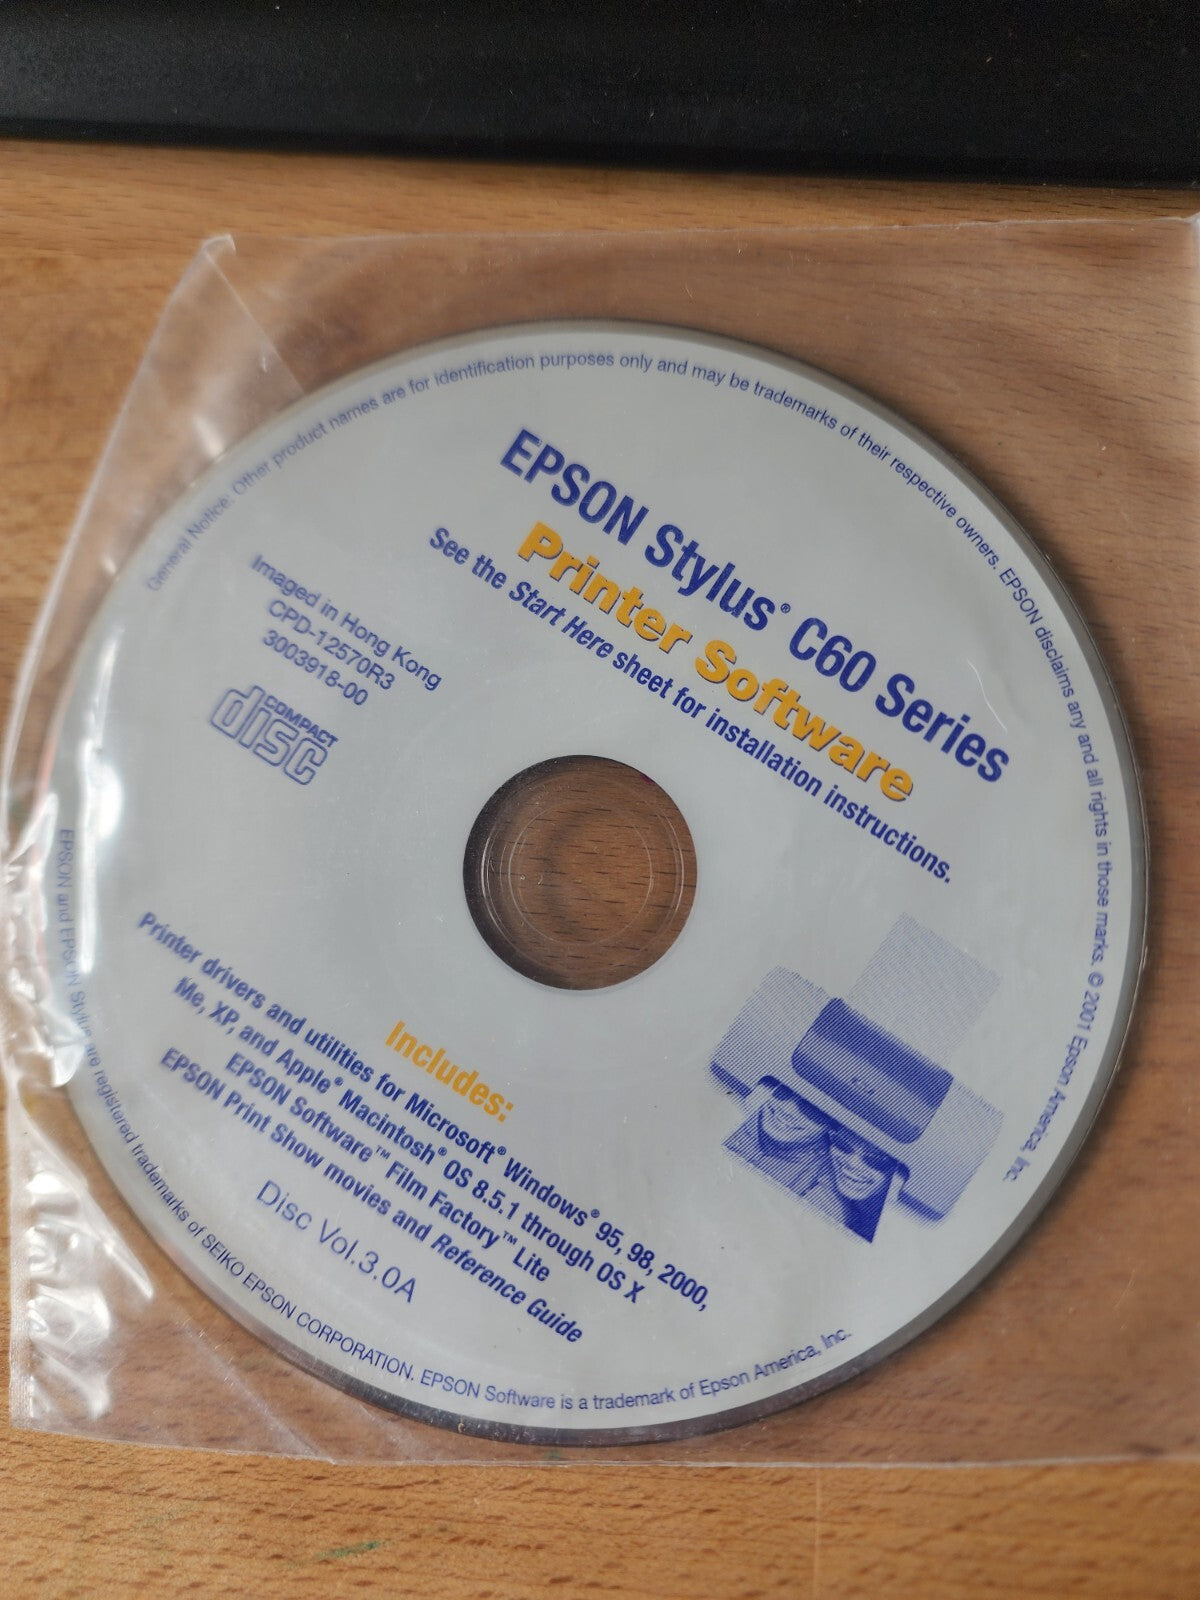 General Notice: Other product names are for identification purposes only and may be trademarks of their respective owners. EPSON disclaims any and all rights in those marks. © 2001 Epson America, Inc.
EPSON Stylus® C60 Series
Printer Software
See the Start Here sheet for installation instructions.
Imaged in Hong Kong
CPD-12570R3
3003918-00
COMPACT
disc
Includes:
Printer drivers and utilities for Microsoft® Windows® 95, 98, 2000,
Me, XP, and Apple® Macintosh® OS 8.5.1 through OS X
EPSON Software™ Film Factory™ Lite
EPSON Print Show movies and Reference Guide
Disc Vol.3.0A
EPSON and EPSON Stylus are registered trademarks of SEIKO EPSON CORPORATION. EPSON Software is a trademark of Epson America, Inc.